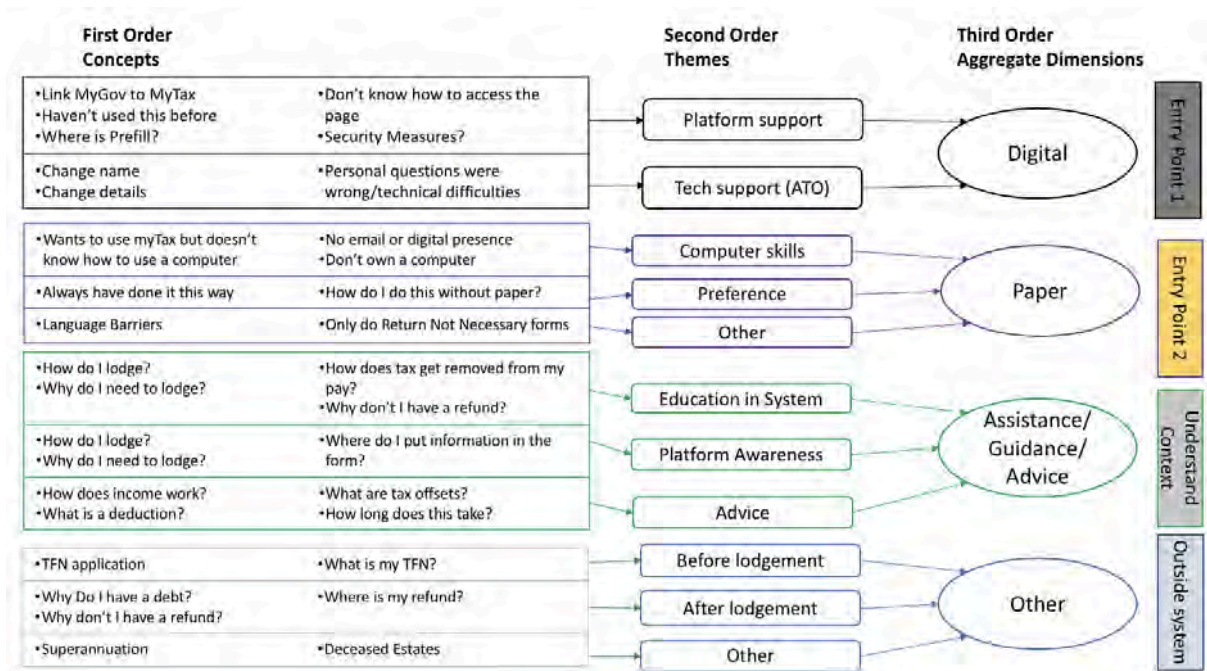 First Order
Concepts
Second Order
Themes
Third Order
Aggregate Dimensions
•Link MyGov to MyTax
•Haven't used this before
•Where is Prefill?
•Don't know how to access the
page
•Security Measures?
Platform support
•Change name
•Change details
•Personal questions were
wrong/technical difficulties
Tech support (ATO)
Digital
Entry Point 1
•Wants to use myTax but doesn't
know how to use a computer
•No email or digital presence
•Don't own a computer
Computer skills
•Always have done it this way
•How do I do this without paper?
Preference
•Language Barriers
•Only do Return Not Necessary forms
Other
Paper
Entry Point 2
•How do I lodge?
•Why do I need to lodge?
•How does tax get removed from my
pay?
•Why don't I have a refund?
Education in System
•How do I lodge?
•Why do I need to lodge?
•Where do I put information in the
form?
Platform Awareness
•How does income work?
•What is a deduction?
•What are tax offsets?
•How long does this take?
Advice
Assistance/
Guidance/
Advice
Understand
Context
•TFN application
•What is my TFN?
Before lodgement
•Why Do I have a debt?
•Why don't I have a refund?
•Where is my refund?
After lodgement
•Superannuation
•Deceased Estates
Other
Other
Outside system